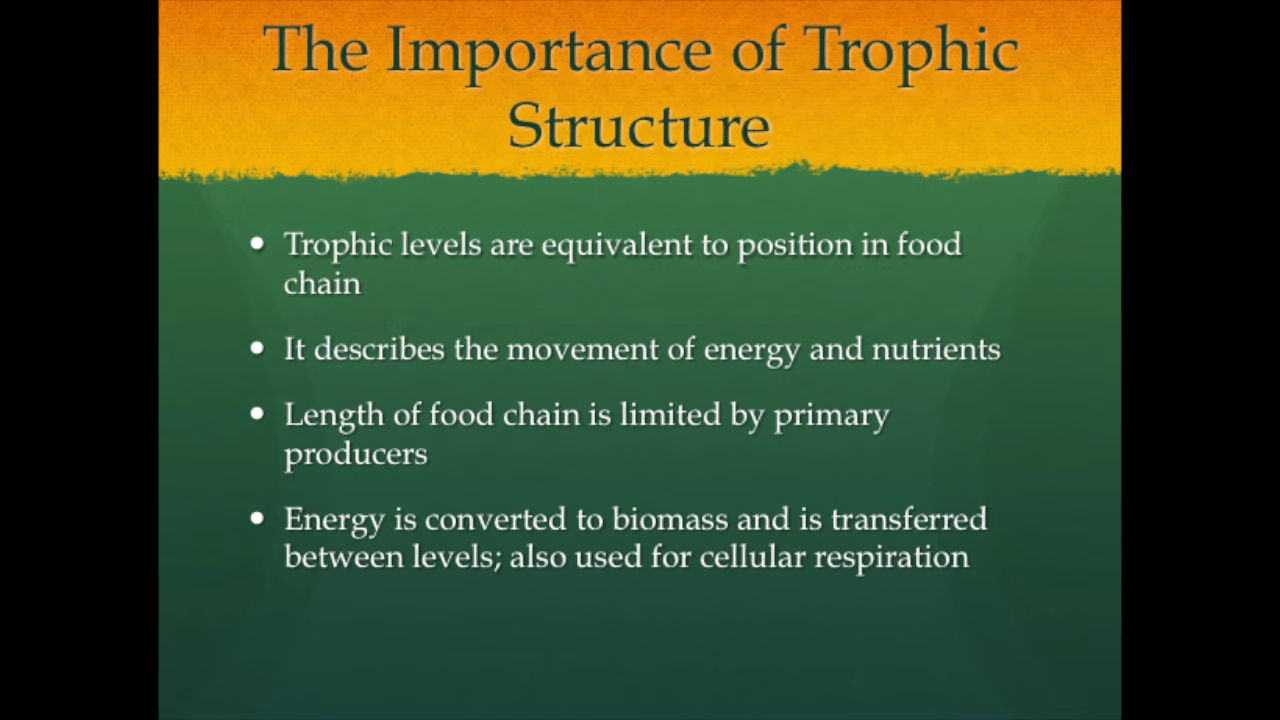 The Importance of Trophic
Structure
• Trophic levels are equivalent to position in food
chain
• It describes the movement of energy and nutrients
• Length of food chain is limited by primary
producers
• Energy is converted to biomass and is transferred
between levels; also used for cellular respiration